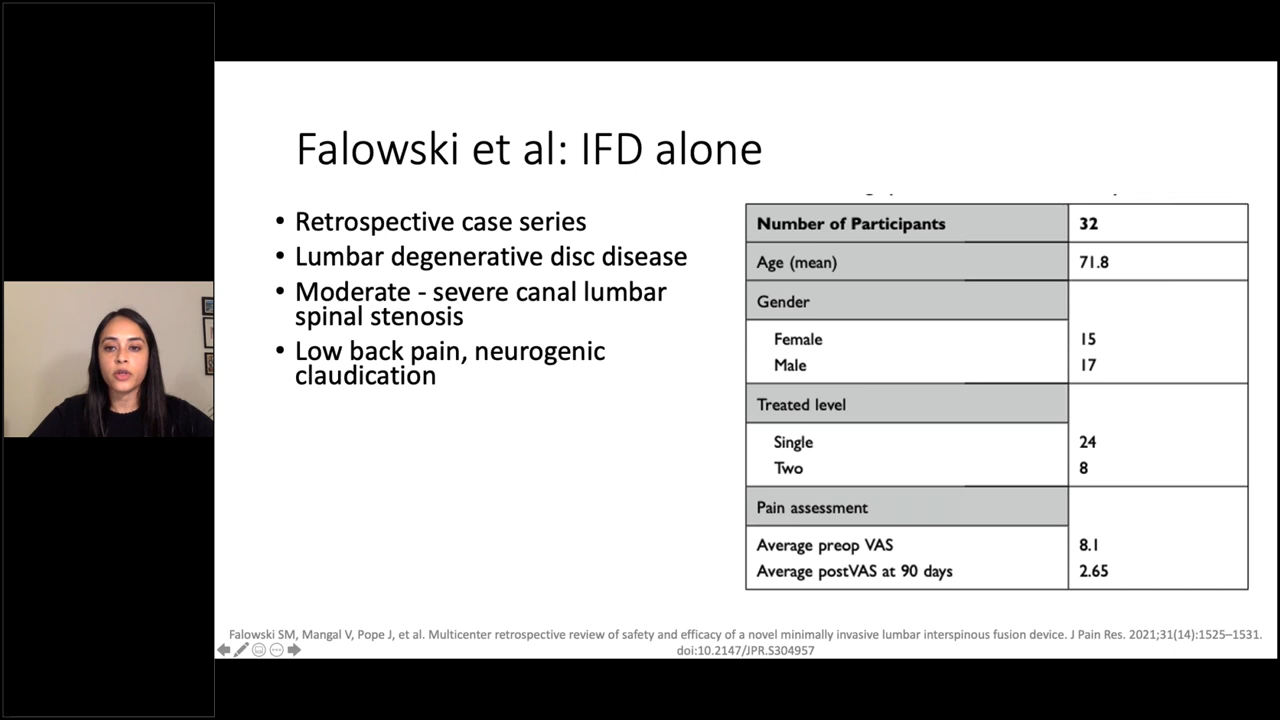 Falowski et al: IFD alone
• Retrospective case series
• Lumbar degenerative disc disease
• Moderate - severe canal lumbar
spinal stenosis
• Low back pain, neurogenic
claudication
Number of Participants 32
Age (mean) 71.8
Gender
Female 15
Male 17
Treated level
Single 24
Two 8
Pain assessment
Average preop VAS 8.1
Average postVAS at 90 days 2.65
Falowski SM, Mangal V, Pope J, et al. Multicenter retrospective review of safety and efficacy of a novel minimally invasive lumbar interspinous fusion device. J Pain Res. 2021;31(14):1525–1531.
doi:10.2147/JPR.S304957